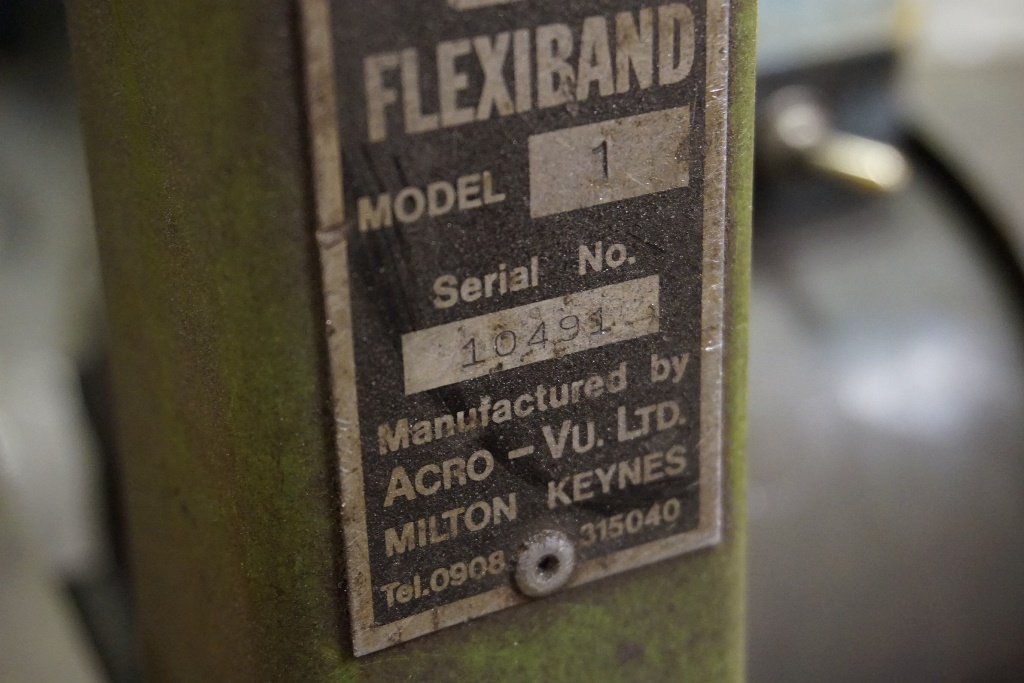 FLEXIBAND
MODEL 1
Serial No.
10491
Manufactured by
ACRO - VU. LTD.
MILTON KEYNES
Tel.0908 315040